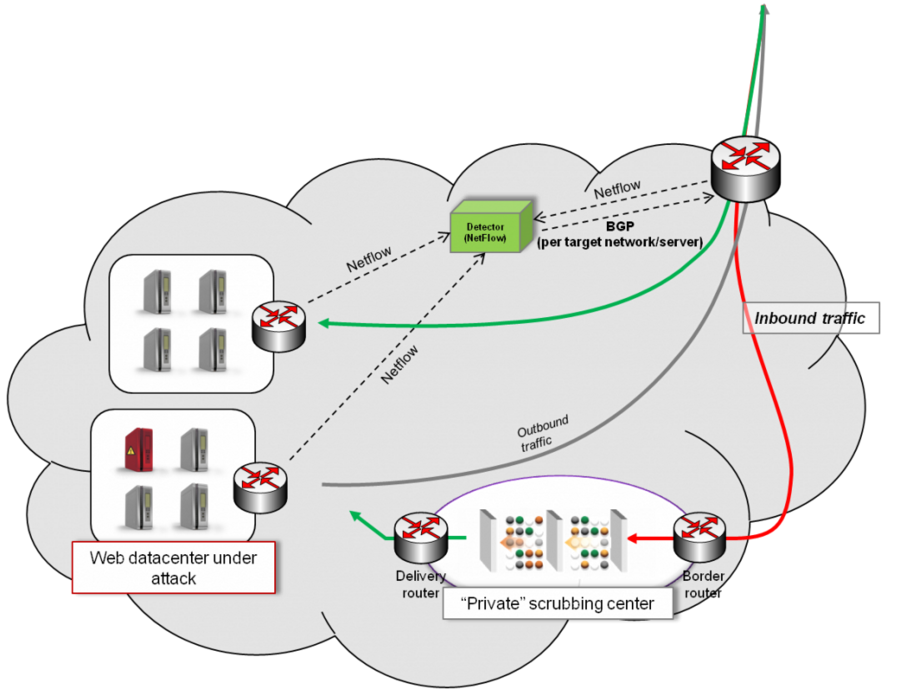 Netflow
Detector
(NetFlow)
BGP
(per target network/server)
Netflow
Inbound traffic
Netflow
Outbound
traffic
Web datacenter under
attack
Delivery
router
Border
router
“Private” scrubbing center